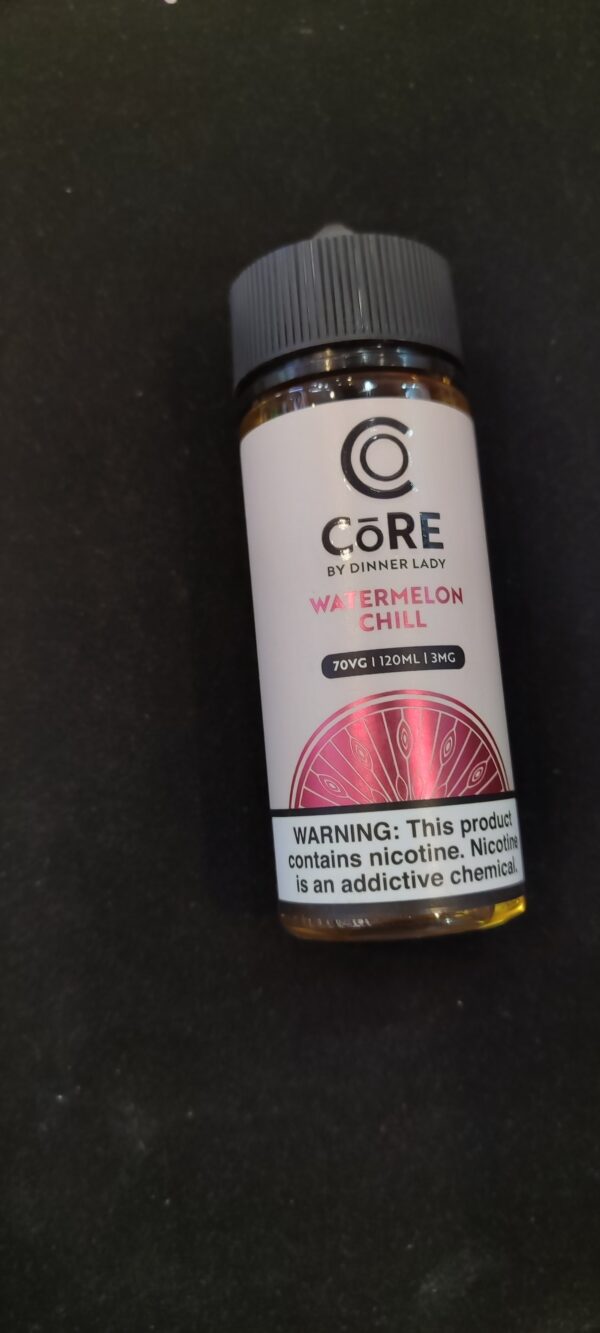 CōRE
BY DINNER LADY
WATERMELON
CHILL
70VG | 120ML | 3MG
WARNING: This product
contains nicotine. Nicotine
is an addictive chemical.